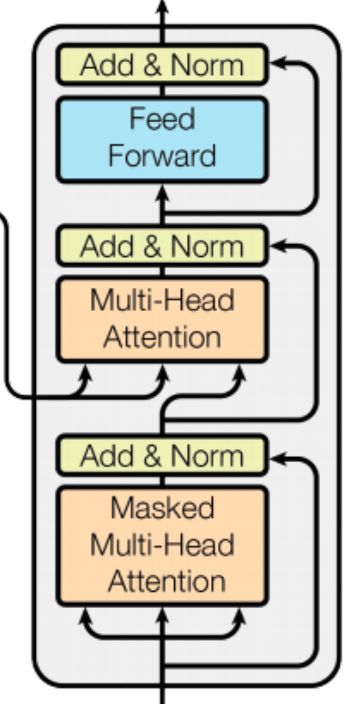 Add & Norm
Feed
Forward
Add & Norm
Multi-Head
Attention
Add & Norm
Masked
Multi-Head
Attention